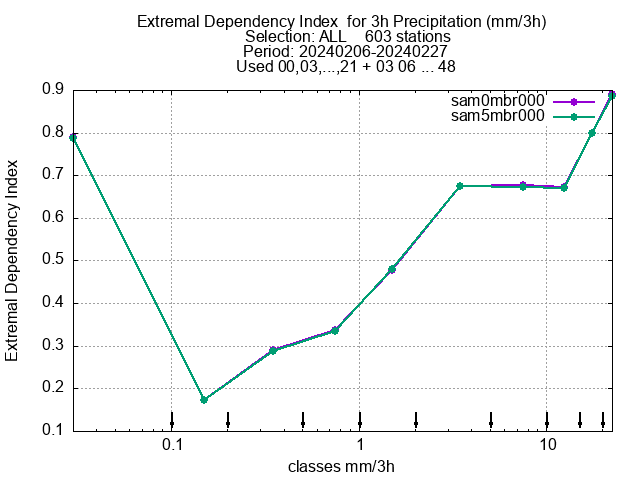 Extremal Dependency Index  for 3h Precipitation (mm/3h)
Selection: ALL    603 stations
Period: 20240206-20240227
Used 00,03,...,21 + 03 06 ... 48
sam0mbr000
sam5mbr000
0.9
0.8
0.7
0.6
0.5
0.4
0.3
0.2
0.1
Extremal Dependency Index
0.1 1 10
classes mm/3h